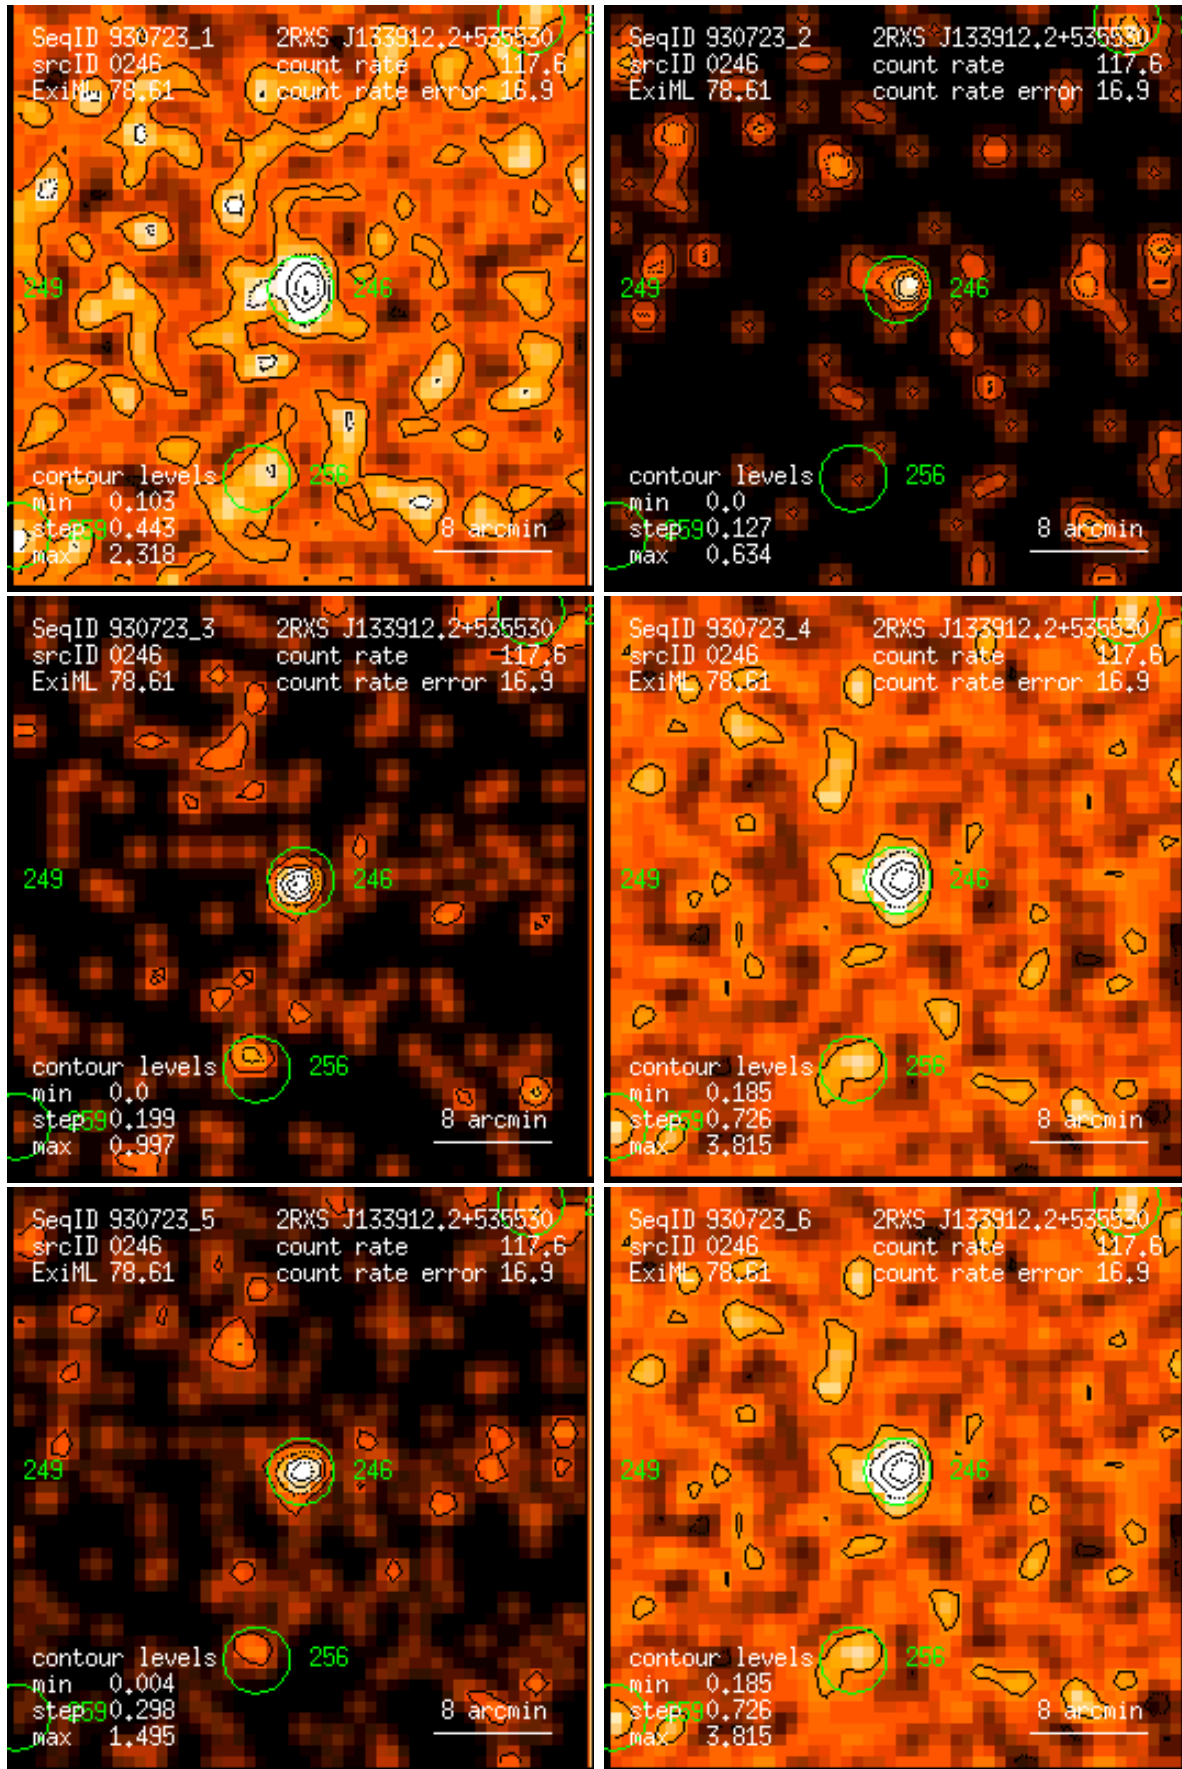 SeqID 930723_1 2RXS J133912.2+535530
srcID 0246 count rate 117.6
ExiML 78.61 count rate error 16.9
249 246
256
contour levels
min 0.103
step 0.443 259 8 arcmin
max 2.318
SeqID 930723_2 2RXS J133912.2+535530
srcID 0246 count rate 117.6
ExiML 78.61 count rate error 16.9
249 246
256
contour levels
min 0.0
step 0.127 259 8 arcmin
max 0.634
SeqID 930723_3 2RXS J133912.2+535530
srcID 0246 count rate 117.6
ExiML 78.61 count rate error 16.9
249 246
256
contour levels
min 0.0
step 0.199 259 8 arcmin
max 0.997
SeqID 930723_4 2RXS J133912.2+535530
srcID 0246 count rate 117.6
ExiML 78.61 count rate error 16.9
249 246
256
contour levels
min 0.185
step 0.726 259 8 arcmin
max 3.815
SeqID 930723_5 2RXS J133912.2+535530
srcID 0246 count rate 117.6
ExiML 78.61 count rate error 16.9
249 246
256
contour levels
min 0.004
step 0.298 259 8 arcmin
max 1.495
SeqID 930723_6 2RXS J133912.2+535530
srcID 0246 count rate 117.6
ExiML 78.61 count rate error 16.9
249 246
256
contour levels
min 0.185
step 0.726 259 8 arcmin
max 3.815